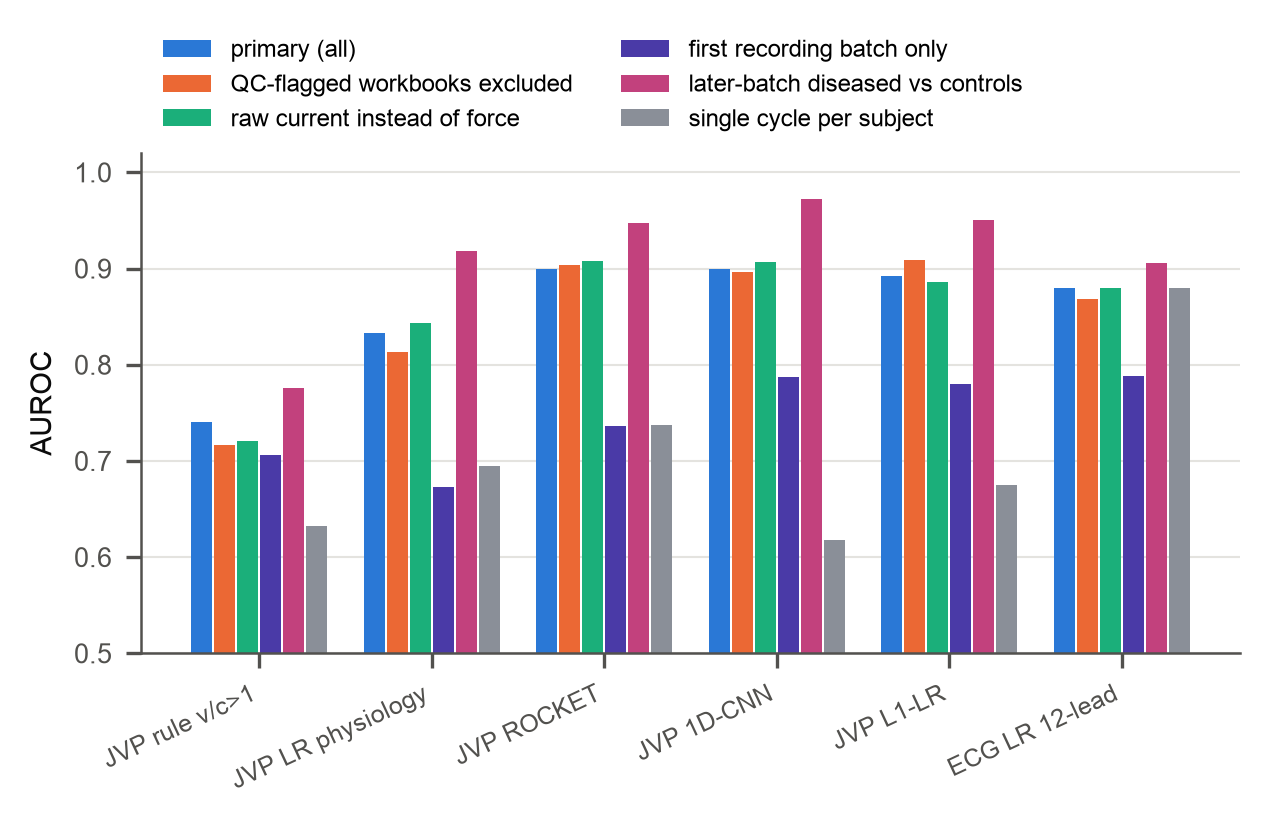 primary (all)
QC-flagged workbooks excluded
raw current instead of force
first recording batch only
later-batch diseased vs controls
single cycle per subject
AUROC
1.0
0.9
0.8
0.7
0.6
0.5
JVP rule v/c>1
JVP LR physiology
JVP ROCKET
JVP 1D-CNN
JVP L1-LR
ECG LR 12-lead